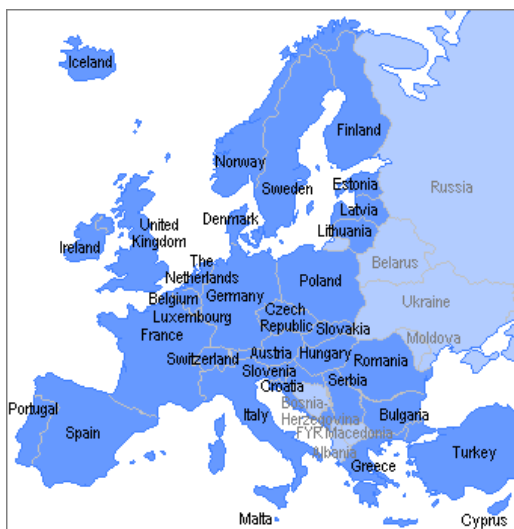 Iceland
Finland
Norway
Sweden
Estonia
Russia
Latvia
Denmark
United
Kingdom
Lithuania
Ireland
The
Netherlands
Belarus
Poland
Belgium
Germany
Ukraine
Luxembourg
Czech
Republic
Slovakia
France
Moldova
Switzerland
Austria
Hungary
Romania
Slovenia
Serbia
Croatia
Bosnia-
Herzegovina
Portugal
Spain
Italy
Bulgaria
FYR Macedonia
Albania
Greece
Turkey
Malta
Cyprus